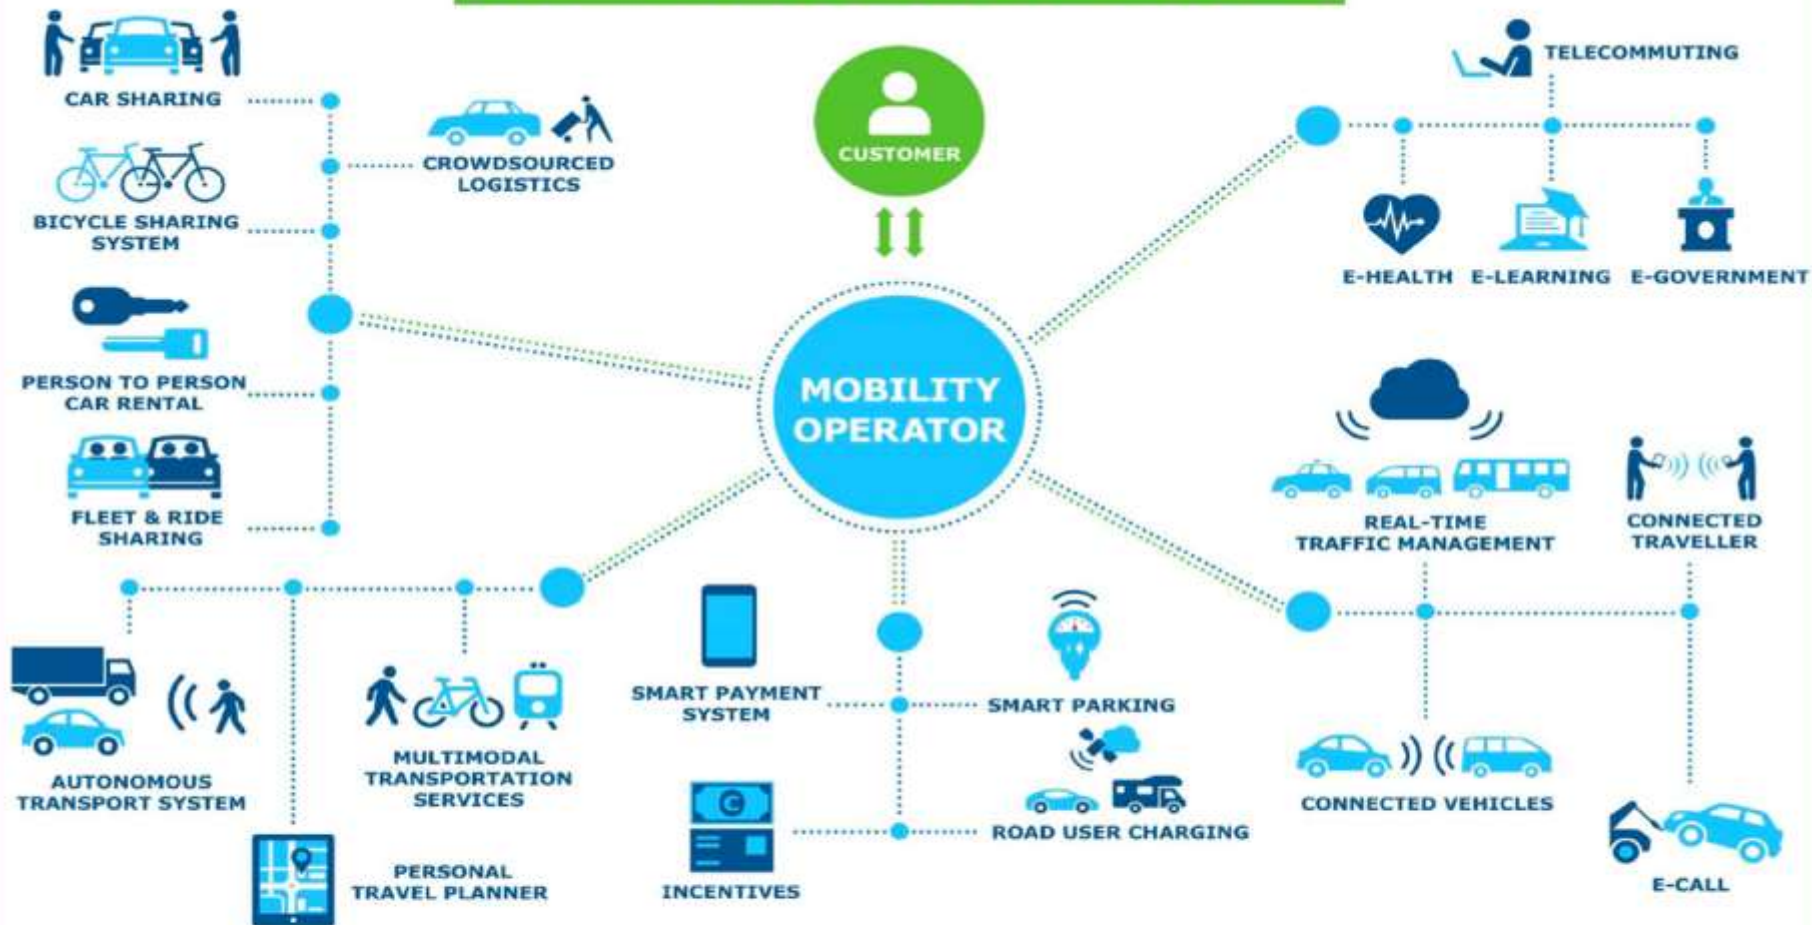 CAR SHARING
CROWDSOURCED
LOGISTICS
BICYCLE SHARING
SYSTEM
PERSON TO PERSON
CAR RENTAL
FLEET & RIDE
SHARING
CUSTOMER
MOBILITY
OPERATOR
TELECOMMUTING
E-HEALTH
E-LEARNING
E-GOVERNMENT
REAL-TIME
TRAFFIC MANAGEMENT
CONNECTED
TRAVELLER
CONNECTED VEHICLES
E-CALL
AUTONOMOUS
TRANSPORT SYSTEM
PERSONAL
TRAVEL PLANNER
MULTIMODAL
TRANSPORTATION
SERVICES
SMART PAYMENT
SYSTEM
SMART PARKING
INCENTIVES
ROAD USER CHARGING